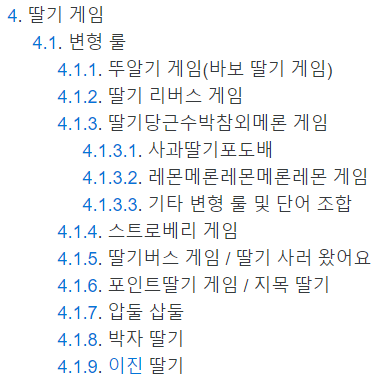 4. 딸기 게임
4.1. 변형 룰
4.1.1. 뚜알기 게임(바보 딸기 게임)
4.1.2. 딸기 리버스 게임
4.1.3. 딸기당근수박참외메론 게임
4.1.3.1. 사과딸기포도배
4.1.3.2. 레몬메론레몬메론레몬 게임
4.1.3.3. 기타 변형 룰 및 단어 조합
4.1.4. 스트로베리 게임
4.1.5. 딸기버스 게임 / 딸기 사러 왔어요
4.1.6. 포인트딸기 게임 / 지목 딸기
4.1.7. 압둘 삽둘
4.1.8. 박자 딸기
4.1.9. 이진 딸기